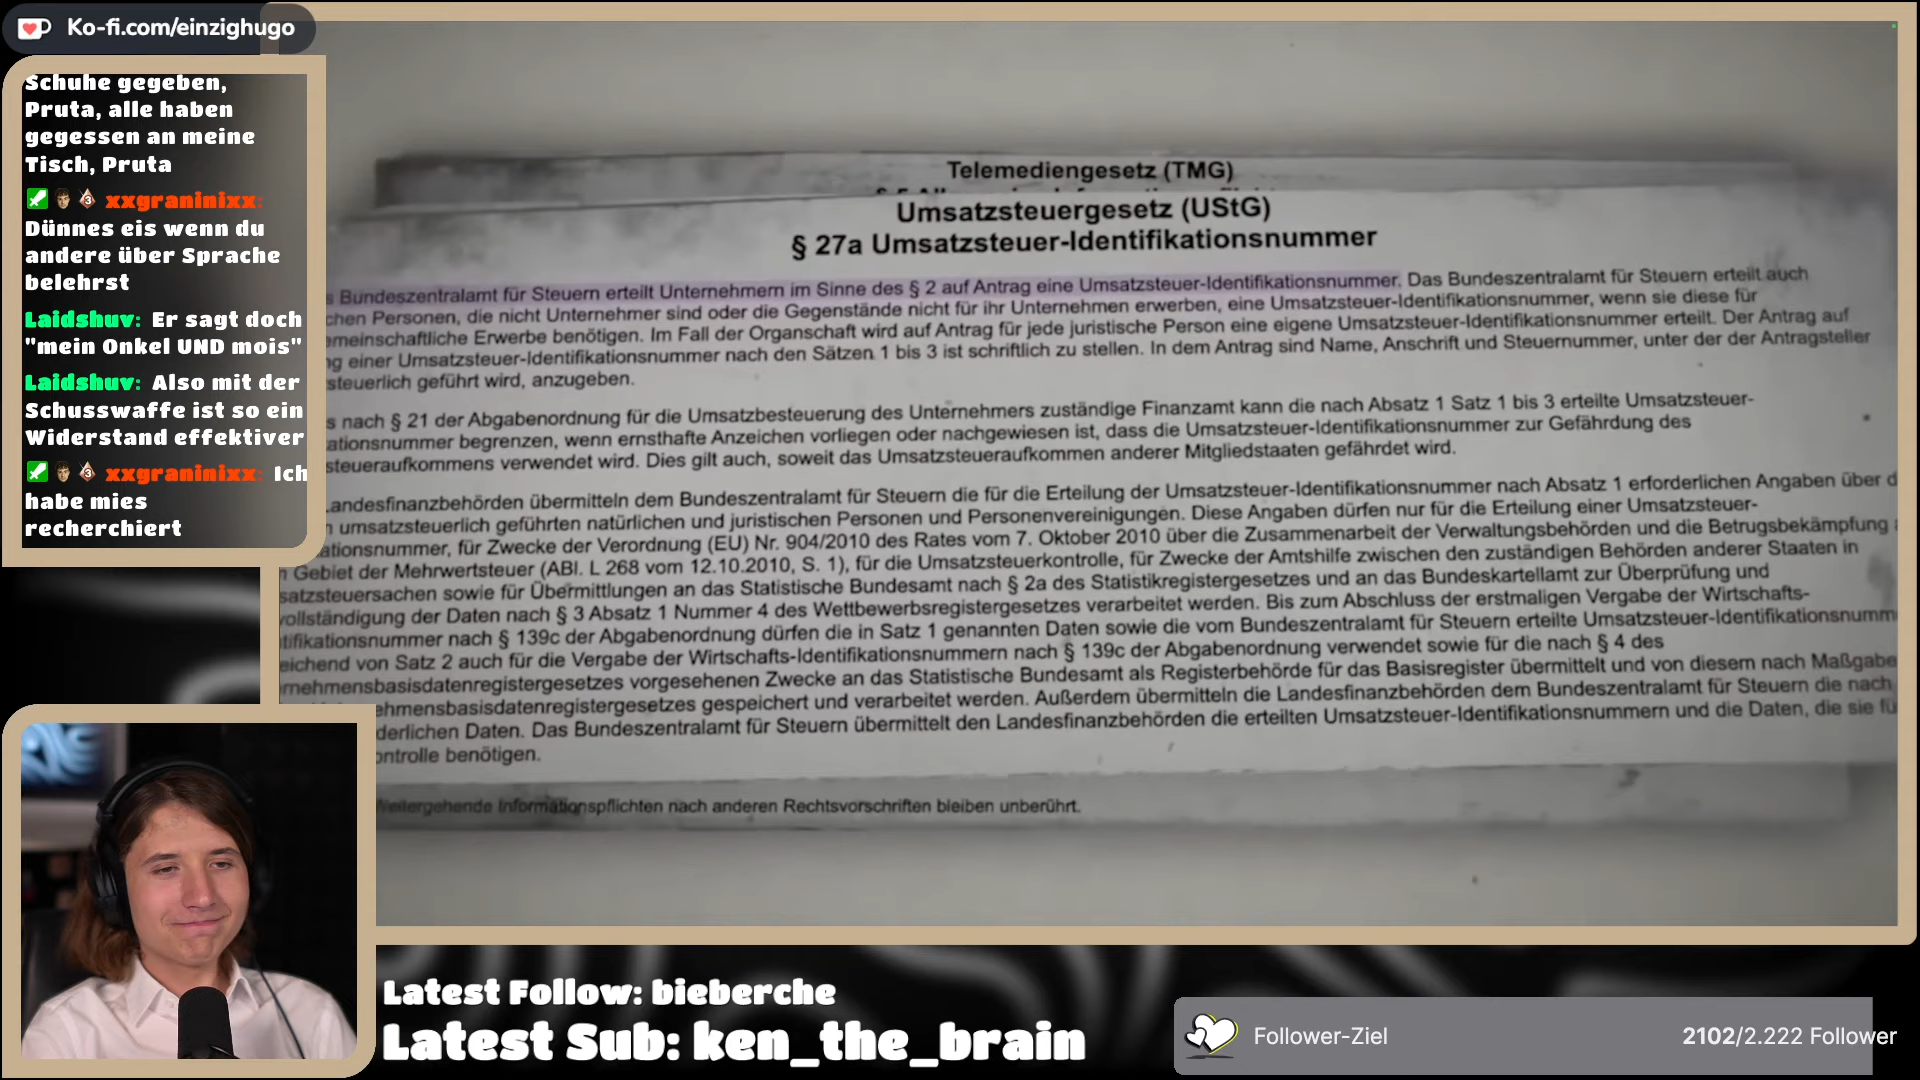 Ko-fi.com/einzighugo
Schuhe gegeben,
Pruta, alle haben
gegessen an meine
Tisch, Pruta
xxgraninixx:
Dünnes eis wenn du
andere über Sprache
belehrst
Laidshuv: Er sagt doch
"mein Onkel UND mois"
Laidshuv: Also mit der
Schusswaffe ist so ein
Widerstand effektiver
xxgraninixx: Ich
habe mies
recherchiert
Telemediengesetz (TMG)
Umsatzsteuergesetz (UStG)
§ 27a Umsatzsteuer-Identifikationsnummer
Bundeszentralamt für Steuern erteilt Unternehmern im Sinne des § 2 auf Antrag eine Umsatzsteuer-Identifikationsnummer. Das Bundeszentralamt für Steuern erteilt auch
chen Personen, die nicht Unternehmer sind oder die Gegenstände nicht für ihr Unternehmen erwerben, eine Umsatzsteuer-Identifikationsnummer, wenn sie diese für
emeinschaftliche Erwerbe benötigen. Im Fall der Organschaft wird auf Antrag für jede juristische Person eine eigene Umsatzsteuer-Identifikationsnummer erteilt. Der Antrag auf
ng einer Umsatzsteuer-Identifikationsnummer nach den Sätzen 1 bis 3 ist schriftlich zu stellen. In dem Antrag sind Name, Anschrift und Steuernummer, unter der der Antragsteller
steuerlich geführt wird, anzugeben.
s nach § 21 der Abgabenordnung für die Umsatzbesteuerung des Unternehmers zuständige Finanzamt kann die nach Absatz 1 Satz 1 bis 3 erteilte Umsatzsteuer-
ationsnummer begrenzen, wenn ernsthafte Anzeichen vorliegen oder nachgewiesen ist, dass die Umsatzsteuer-Identifikationsnummer zur Gefährdung des
steueraufkommens verwendet wird. Dies gilt auch, soweit das Umsatzsteueraufkommen anderer Mitgliedstaaten gefährdet wird.
andesfinanzbehörden übermitteln dem Bundeszentralamt für Steuern die für die Erteilung der Umsatzsteuer-Identifikationsnummer nach Absatz 1 erforderlichen Angaben über d
n umsatzsteuerlich geführten natürlichen und juristischen Personen und Personenvereinigungen. Diese Angaben dürfen nur für die Erteilung einer Umsatzsteuer-
ationsnummer, für Zwecke der Verordnung (EU) Nr. 904/2010 des Rates vom 7. Oktober 2010 über die Zusammenarbeit der Verwaltungsbehörden und die Betrugsbekämpfung a
n Gebiet der Mehrwertsteuer (ABl. L 268 vom 12.10.2010, S. 1), für die Umsatzsteuerkontrolle, für Zwecke der Amtshilfe zwischen den zuständigen Behörden anderer Staaten in
satzsteuersachen sowie für Übermittlungen an das Statistische Bundesamt nach § 2a des Statistikregistergesetzes und an das Bundeskartellamt zur Überprüfung und
vollständigung der Daten nach § 3 Absatz 1 Nummer 4 des Wettbewerbsregistergesetzes verarbeitet werden. Bis zum Abschluss der erstmaligen Vergabe der Wirtschafts-
tifikationsnummer nach § 139c der Abgabenordnung dürfen die in Satz 1 genannten Daten sowie die vom Bundeszentralamt für Steuern erteilte Umsatzsteuer-Identifikationsnumm
eichend von Satz 2 auch für die Vergabe der Wirtschafts-Identifikationsnummern nach § 139c der Abgabenordnung verwendet sowie für die nach § 4 des
rnehmensbasisdatenregistergesetzes vorgesehenen Zwecke an das Statistische Bundesamt als Registerbehörde für das Basisregister übermittelt und von diesem nach Maßgabe
ehmensbasisdatenregistergesetzes gespeichert und verarbeitet werden. Außerdem übermitteln die Landesfinanzbehörden dem Bundeszentralamt für Steuern die nach
derlichen Daten. Das Bundeszentralamt für Steuern übermittelt den Landesfinanzbehörden die erteilten Umsatzsteuer-Identifikationsnummern und die Daten, die sie fü
ontrolle benötigen.
Weitergehende Informationspflichten nach anderen Rechtsvorschriften bleiben unberührt.
Latest Follow: bieberche
Latest Sub: ken_the_brain
Follower-Ziel
2102/2.222 Follower